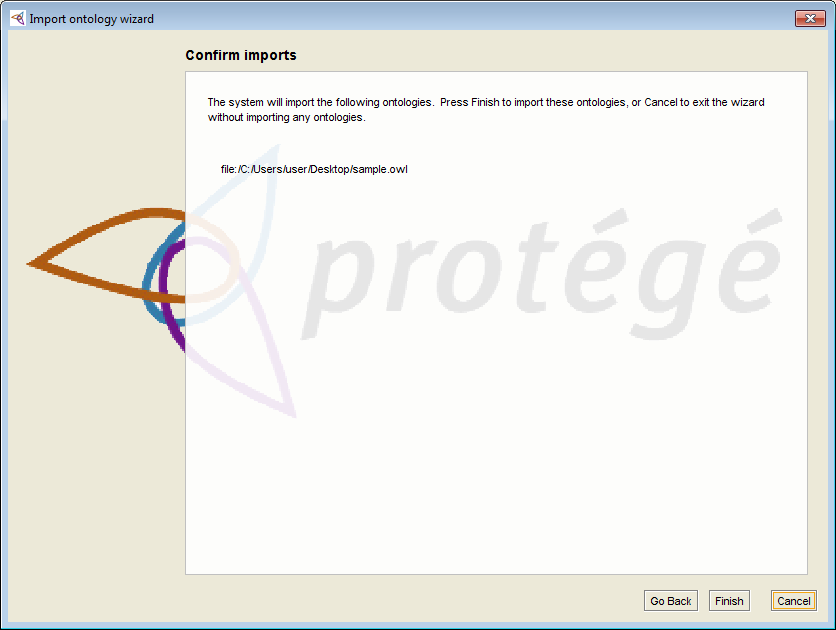 Import ontology wizard
Confirm imports
The system will import the following ontologies.  Press Finish to import these ontologies, or Cancel to exit the wizard
without importing any ontologies.
file:/C:/Users/user/Desktop/sample.owl
protégé
Go Back
Finish
Cancel